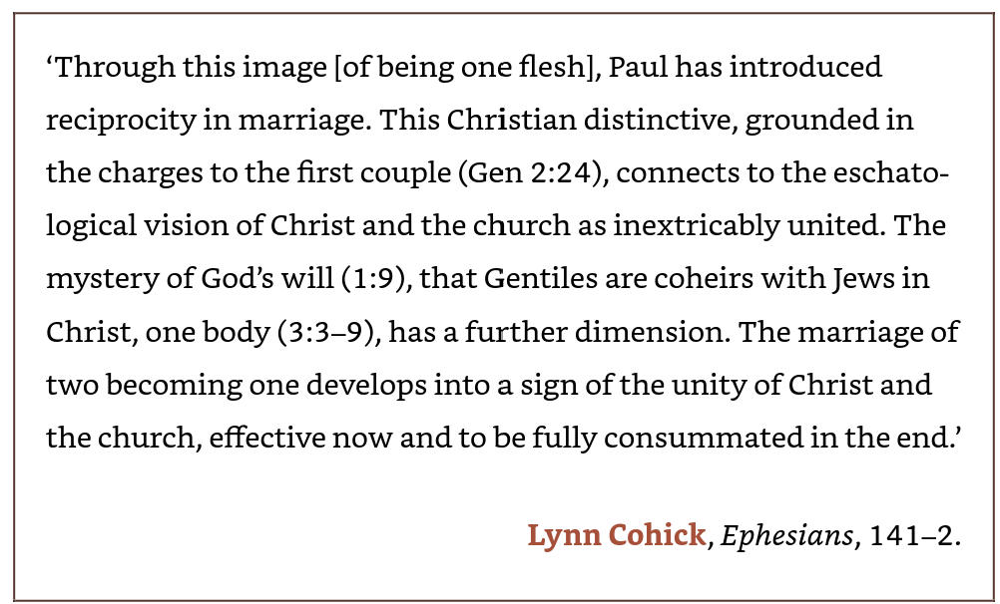 ‘Through this image [of being one flesh], Paul has introduced
reciprocity in marriage. This Christian distinctive, grounded in
the charges to the first couple (Gen 2:24), connects to the eschato-
logical vision of Christ and the church as inextricably united. The
mystery of God’s will (1:9), that Gentiles are coheirs with Jews in
Christ, one body (3:3–9), has a further dimension. The marriage of
two becoming one develops into a sign of the unity of Christ and
the church, effective now and to be fully consummated in the end.’
Lynn Cohick, Ephesians, 141–2.